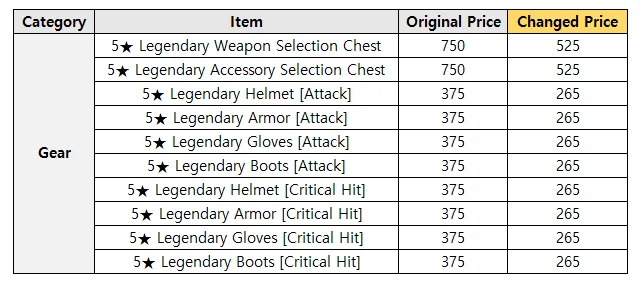 Category Item Original Price Changed Price
Gear
5★ Legendary Weapon Selection Chest 750 525
5★ Legendary Accessory Selection Chest 750 525
5★ Legendary Helmet [Attack] 375 265
5★ Legendary Armor [Attack] 375 265
5★ Legendary Gloves [Attack] 375 265
5★ Legendary Boots [Attack] 375 265
5★ Legendary Helmet [Critical Hit] 375 265
5★ Legendary Armor [Critical Hit] 375 265
5★ Legendary Gloves [Critical Hit] 375 265
5★ Legendary Boots [Critical Hit] 375 265